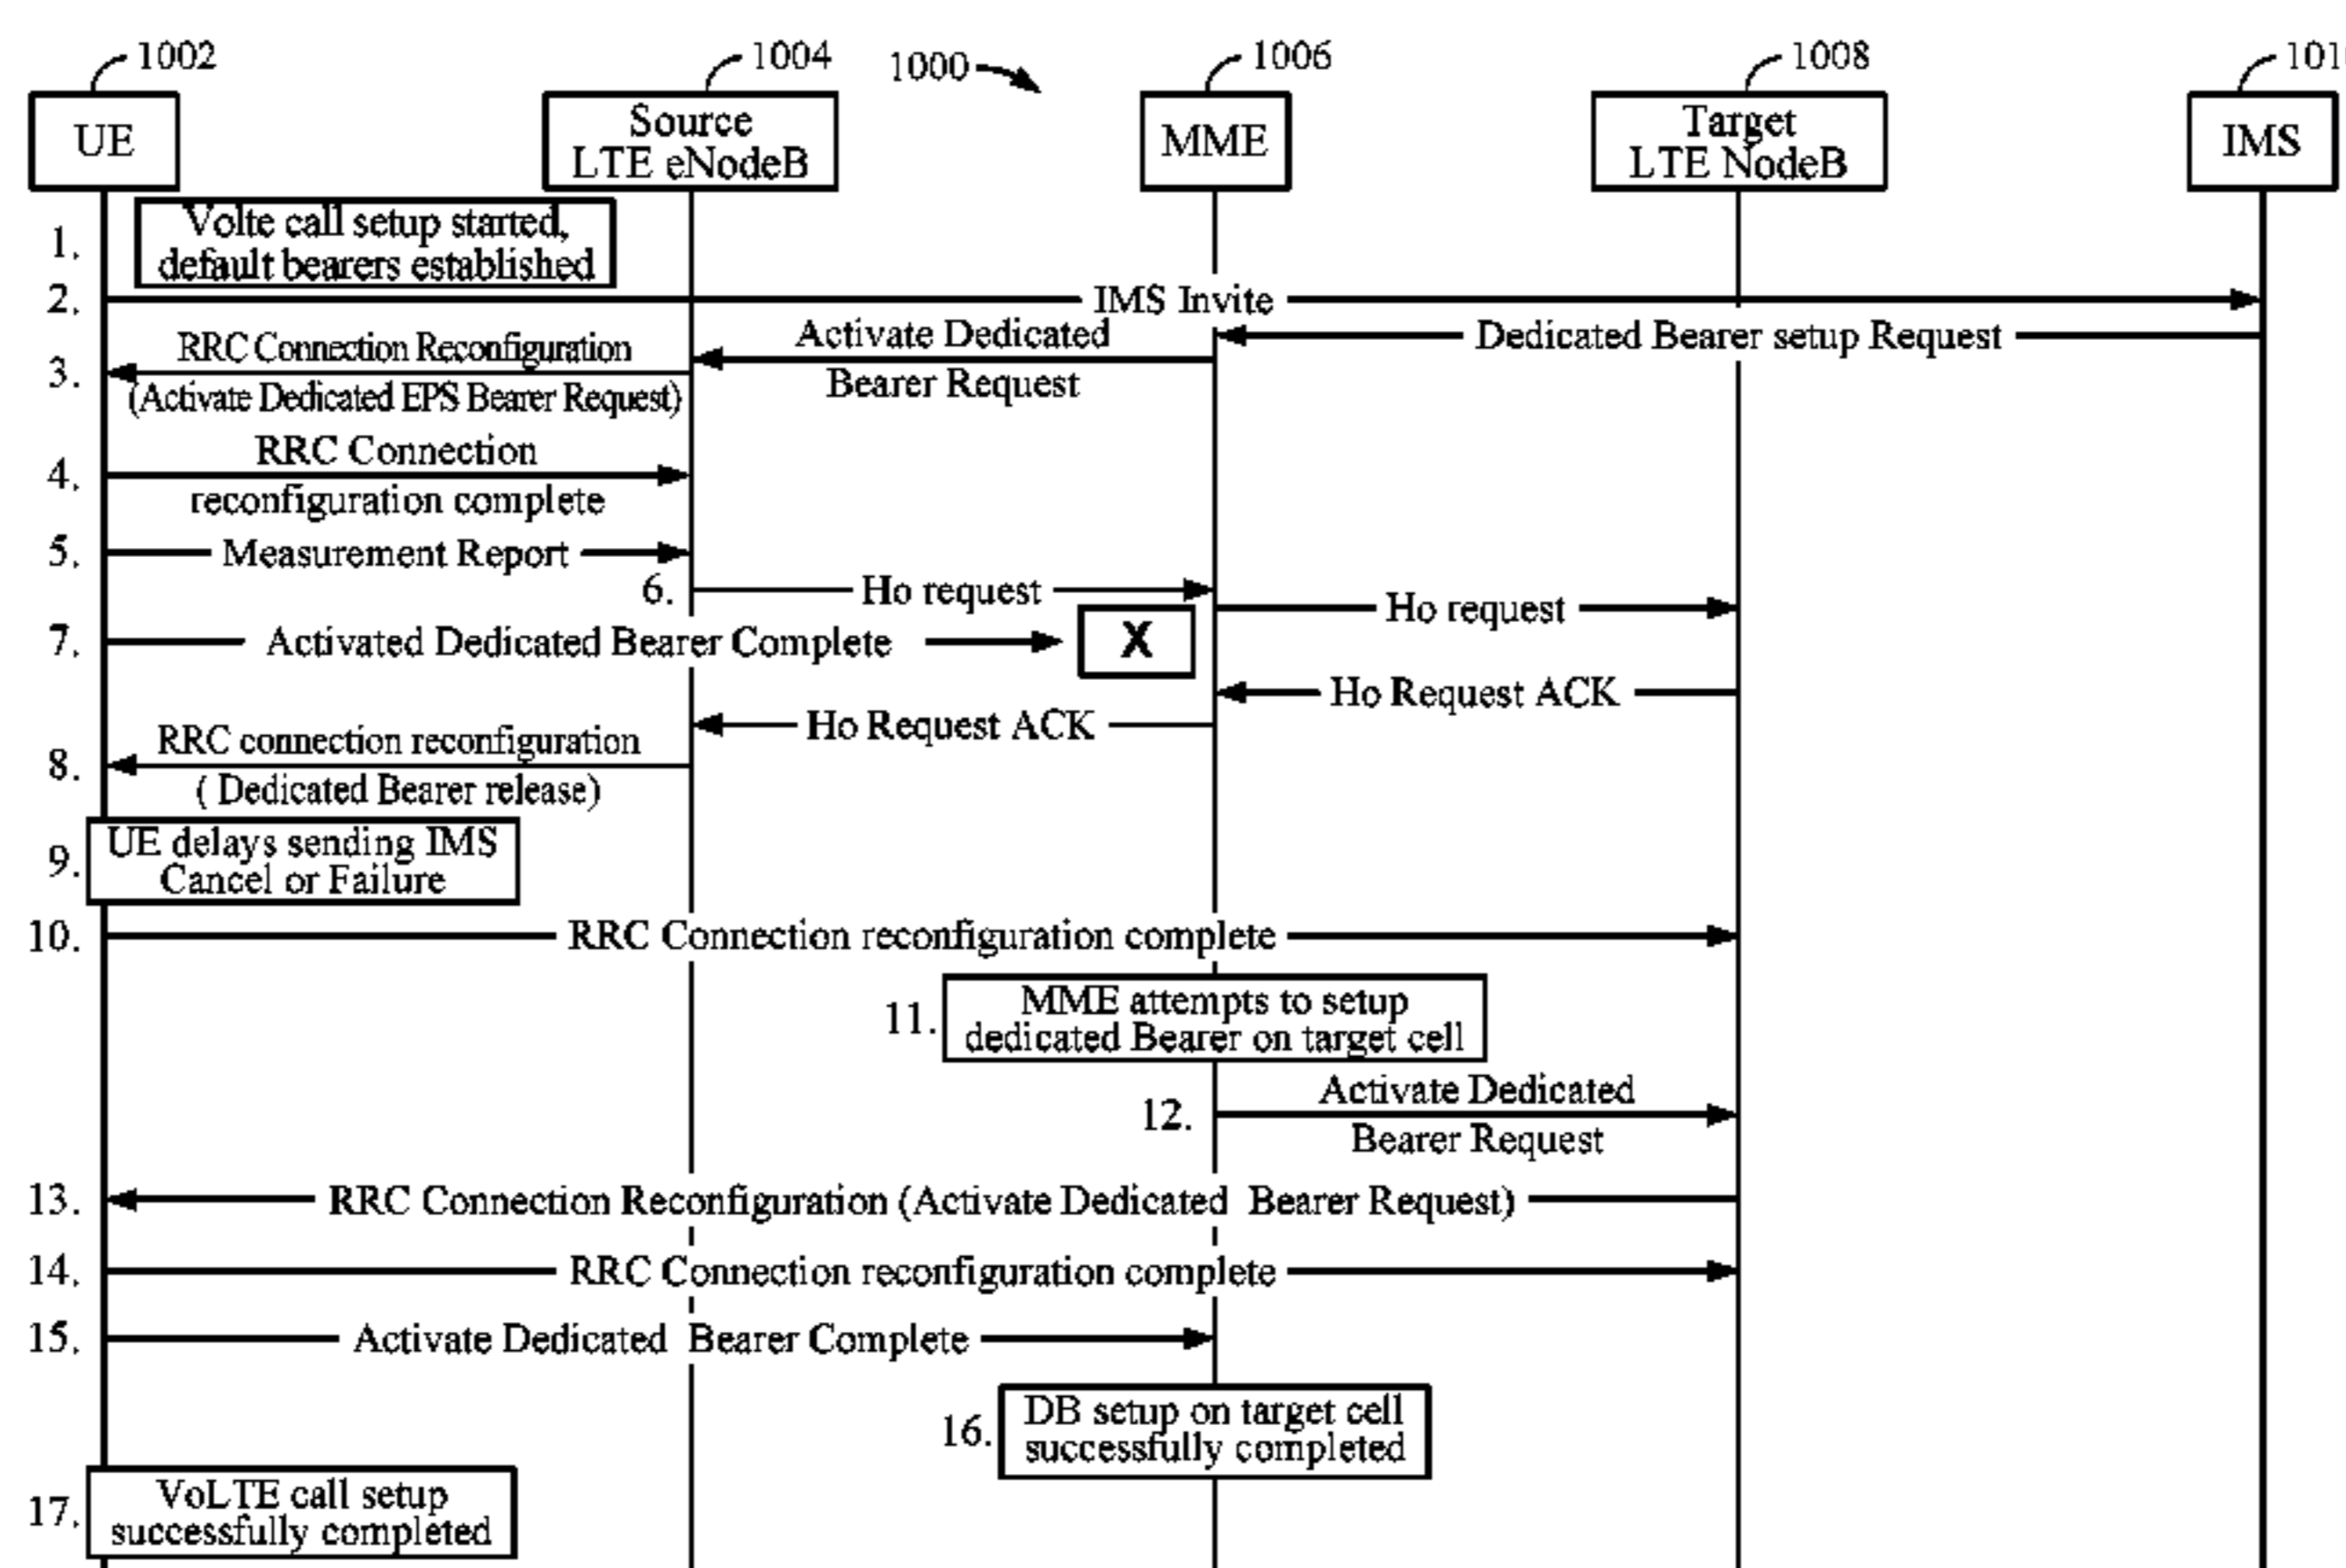 1002
1004
1000
1006
1008
UE
Source
LTE eNodeB
MME
Target
LTE NodeB
IMS
1.
Volte call setup started,
default bearers established
2.
IMS Invite
Dedicated Bearer setup Request
Activate Dedicated
Bearer Request
3.
RRC Connection Reconfiguration
(Activate Dedicated EPS Bearer Request)
4.
RRC Connection
reconfiguration complete
5.
Measurement Report
6.
Ho request
Ho request
7.
Activated Dedicated Bearer Complete
X
Ho Request ACK
Ho Request ACK
8.
RRC connection reconfiguration
( Dedicated Bearer release)
9.
UE delays sending IMS
Cancel or Failure
10.
RRC Connection reconfiguration complete
11.
MME attempts to setup
dedicated Bearer on target cell
12.
Activate Dedicated
Bearer Request
13.
RRC Connection Reconfiguration (Activate Dedicated Bearer Request)
14.
RRC Connection reconfiguration complete
15.
Activate Dedicated Bearer Complete
16.
DB setup on target cell
successfully completed
17.
VoLTE call setup
successfully completed